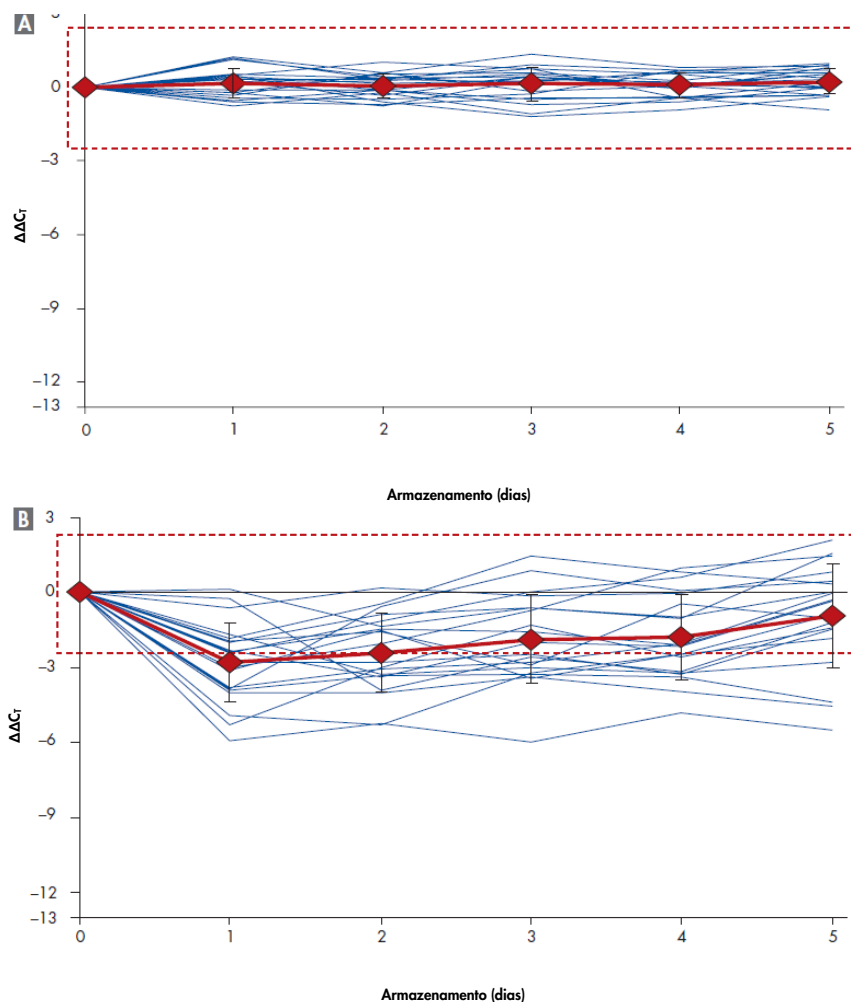 A
3
0
–3
–6
–9
–12
–13
ΔΔCT
0 1 2 3 4 5
Armazenamento (dias)
B
3
0
–3
–6
–9
–12
–13
ΔΔCT
0 1 2 3 4 5
Armazenamento (dias)